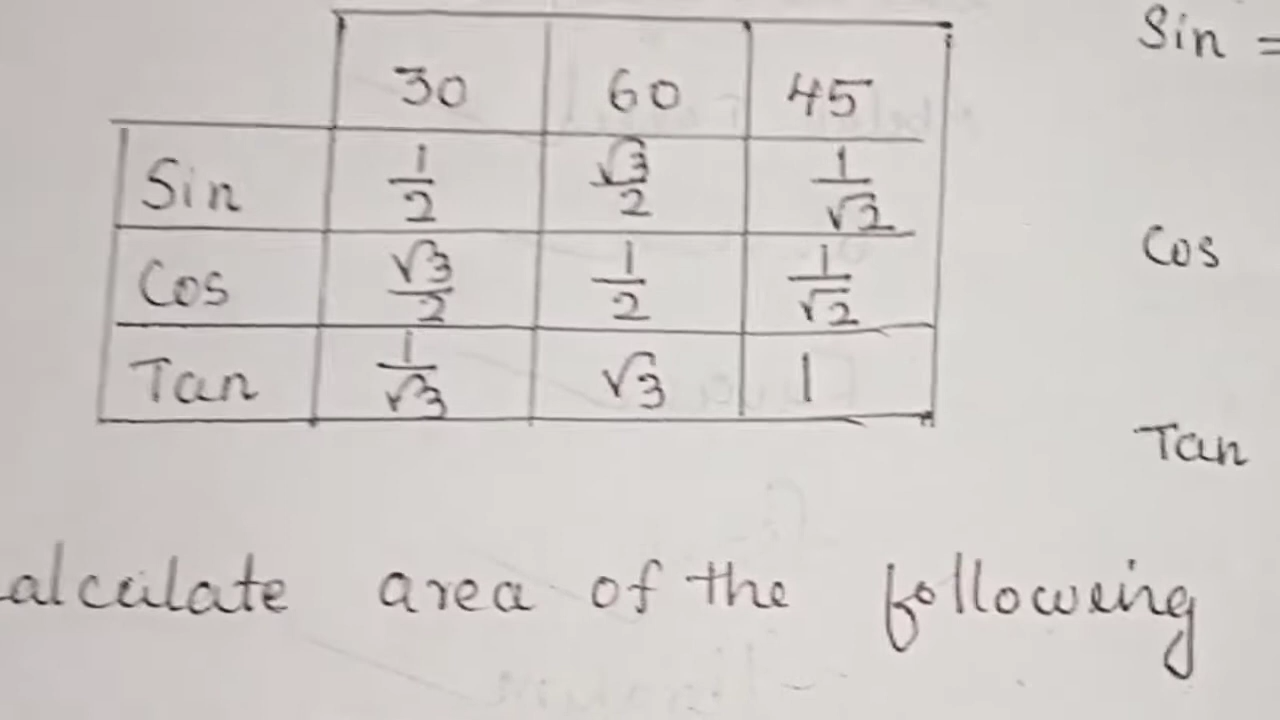 30 60 45
Sin 1/2 √3/2 1/√2
Cos √3/2 1/2 1/√2
Tan 1/√3 √3 1
Sin =
Cos
Tan
alculate area of the following